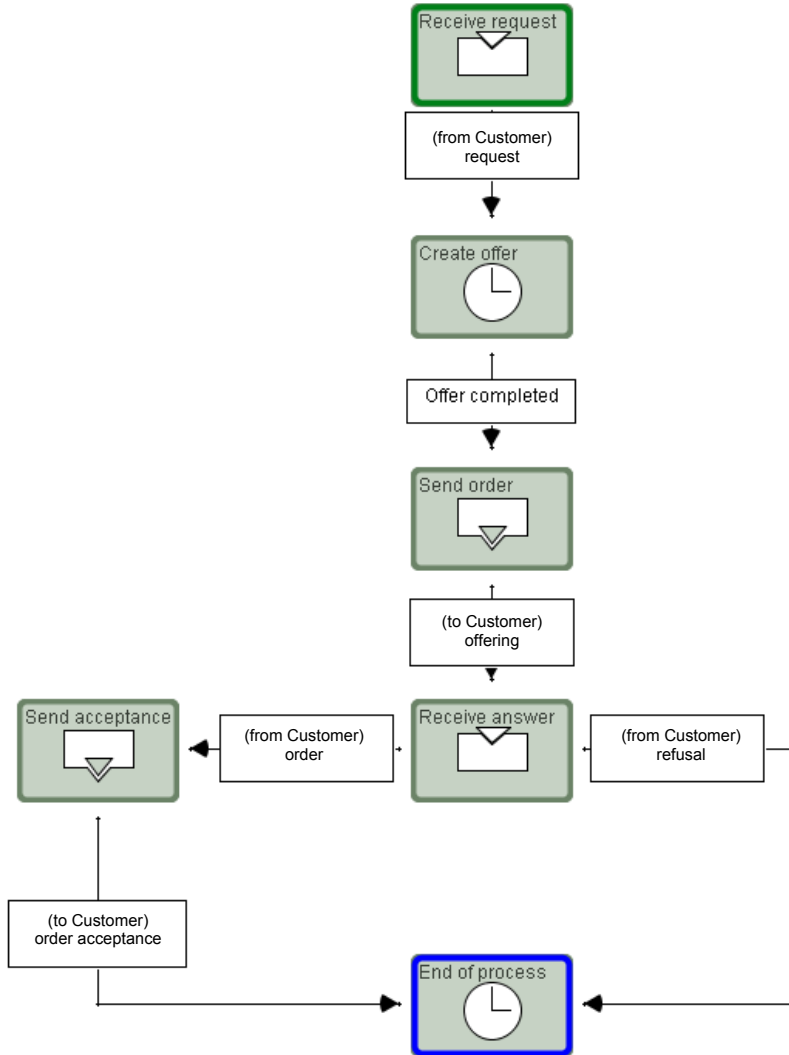 Receive request
(from Customer)
request
Create offer
Offer completed
Send order
(to Customer)
offering
Send acceptance
(from Customer)
order
Receive answer
(from Customer)
refusal
(to Customer)
order acceptance
End of process